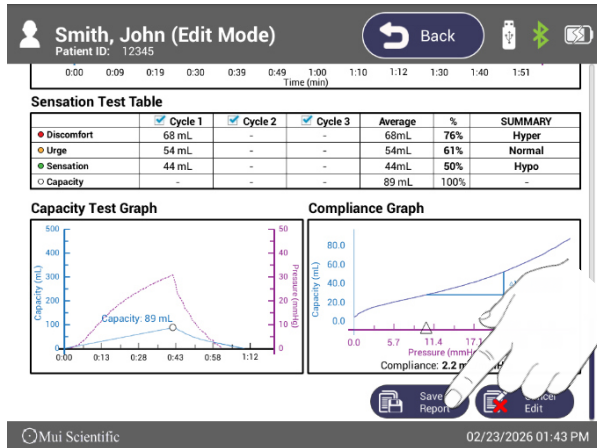 Smith, John (Edit Mode)
Patient ID: 12345
Back
0:00 0:09 0:19 0:30 0:39 0:49 1:00 1:10 1:12 1:30 1:40 1:51
Time (min)
Sensation Test Table
Cycle 1 Cycle 2 Cycle 3 Average % SUMMARY
Discomfort 68 mL - - 68mL 76% Hyper
Urge 54 mL - - 54mL 61% Normal
Sensation 44 mL - - 44mL 50% Hypo
Capacity - - - 89 mL 100% -
Capacity Test Graph
500 400 300 200 100 0
Capacity (mL)
Capacity: 89 mL
50 40 30 20 10 0
Pressure (mmHg)
0:00 0:13 0:28 0:43 0:58 1:12
Compliance Graph
80.0 60.0 40.0 20.0 0.0
Capacity (mL)
0.0 5.7 11.4 17.1
Pressure
Compliance: 2.2
Save
Report
Edit
Mui Scientific
02/23/2026 01:43 PM